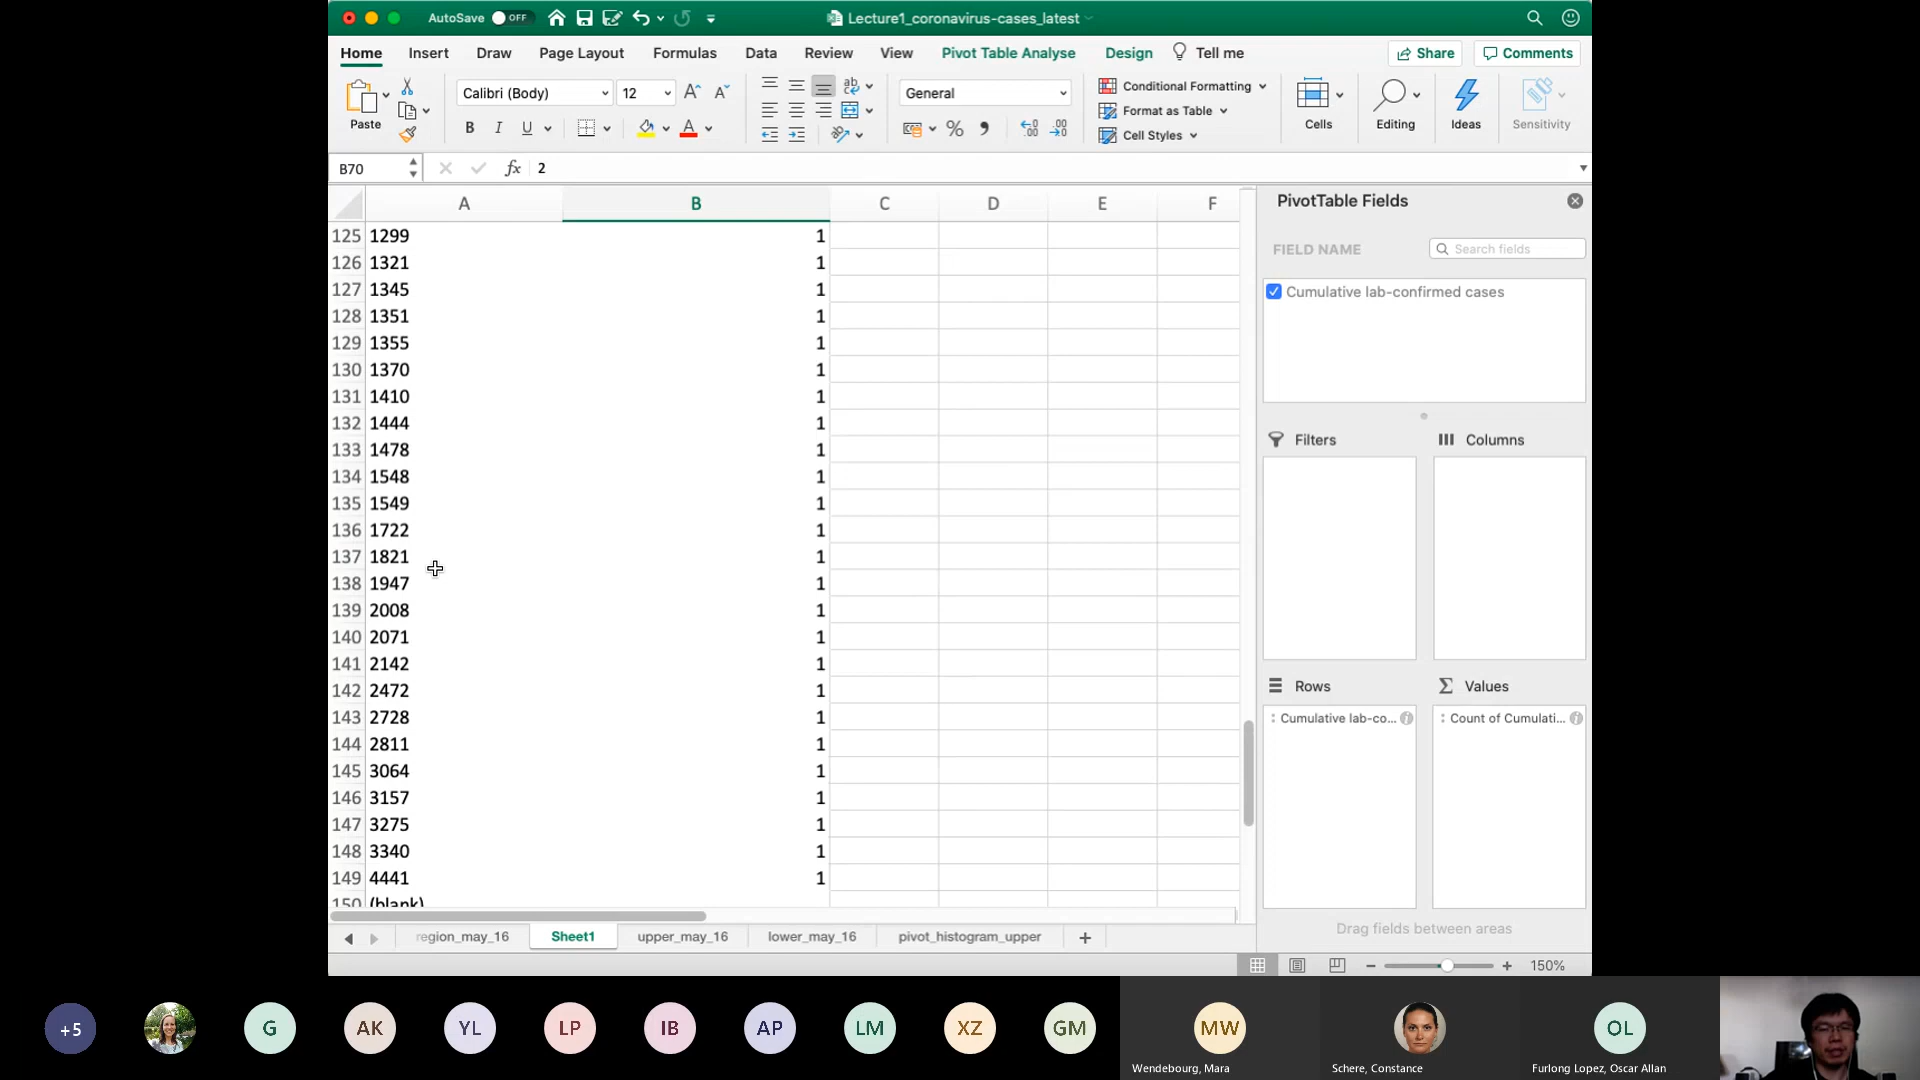 AutoSave OFF Lecture1_coronavirus-cases_latest
Home Insert Draw Page Layout Formulas Data Review View Pivot Table Analyse Design Tell me Share Comments
Calibri (Body) 12 General Conditional Formatting
Format as Table
Paste B I U Cell Styles Cells Editing Ideas Sensitivity
B70 fx 2
A B C D E F
125 1299 1
126 1321 1
127 1345 1
128 1351 1
129 1355 1
130 1370 1
131 1410 1
132 1444 1
133 1478 1
134 1548 1
135 1549 1
136 1722 1
137 1821 1
138 1947 1
139 2008 1
140 2071 1
141 2142 1
142 2472 1
143 2728 1
144 2811 1
145 3064 1
146 3157 1
147 3275 1
148 3340 1
149 4441 1
150 (blank)
PivotTable Fields
FIELD NAME Search fields
Cumulative lab-confirmed cases
Filters Columns
Rows Values
Cumulative lab-co... Count of Cumulati...
Drag fields between areas
region_may_16 Sheet1 upper_may_16 lower_may_16 pivot_histogram_upper
150%
+5 G AK YL LP IB AP LM XZ GM MW OL
Wendebourg, Mara Schere, Constance Furlong Lopez, Oscar Allan